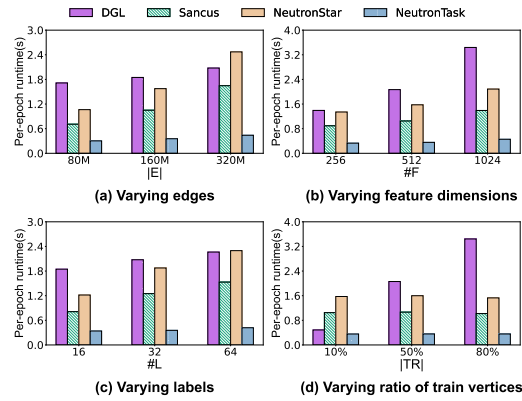 DGL Sancus NeutronStar NeutronTask
Per-epoch runtime(s)
3.0
2.4
1.8
1.2
0.6
0.0
80M 160M 320M
|E|
(a) Varying edges
Per-epoch runtime(s)
4.0
3.2
2.4
1.6
0.8
0.0
256 512 1024
#F
(b) Varying feature dimensions
Per-epoch runtime(s)
3.0
2.4
1.8
1.2
0.6
0.0
16 32 64
#L
(c) Varying labels
Per-epoch runtime(s)
4.0
3.2
2.4
1.6
0.8
0.0
10% 50% 80%
|TR|
(d) Varying ratio of train vertices